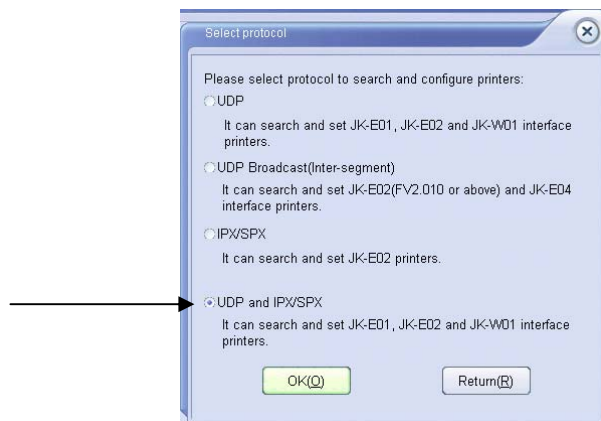 Select protocol
Please select protocol to search and configure printers:
UDP
It can search and set JK-E01, JK-E02 and JK-W01 interface
printers.
UDP Broadcast(Inter-segment)
It can search and set JK-E02(FV2.010 or above) and JK-E04
interface printers.
IPX/SPX
It can search and set JK-E02 printers.
UDP and IPX/SPX
It can search and set JK-E01, JK-E02 and JK-W01 interface
printers.
OK(O) Return(R)